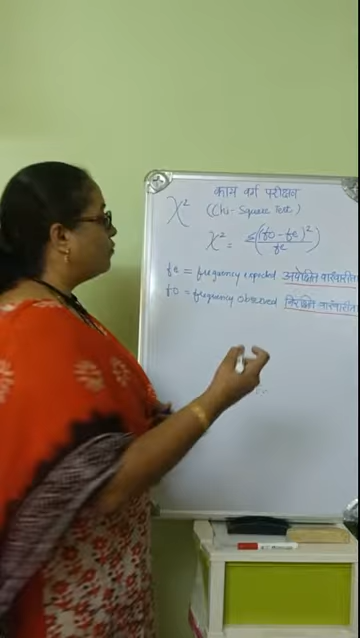 काय वर्ग परीक्षण
χ² (Chi-Square Test)
χ² = Σ((fo - fe)²/fe)
fe = frequency expected अपेक्षित वारंवारिता
fo = frequency observed निरीक्षित वारंवारिता